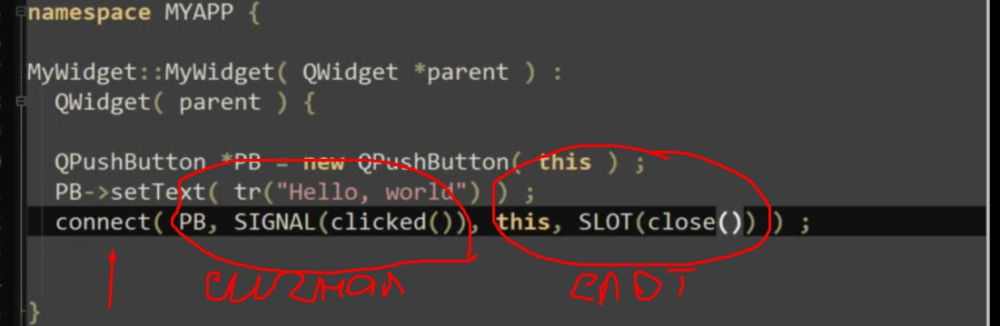 namespace MYAPP {
MyWidget::MyWidget( QWidget *parent ) :
QWidget( parent ) {
QPushButton *PB = new QPushButton( this ) ;
PB->setText( tr("Hello, world") ) ;
connect( PB, SIGNAL(clicked()), this, SLOT(close()) ) ;
сигнал слот
}